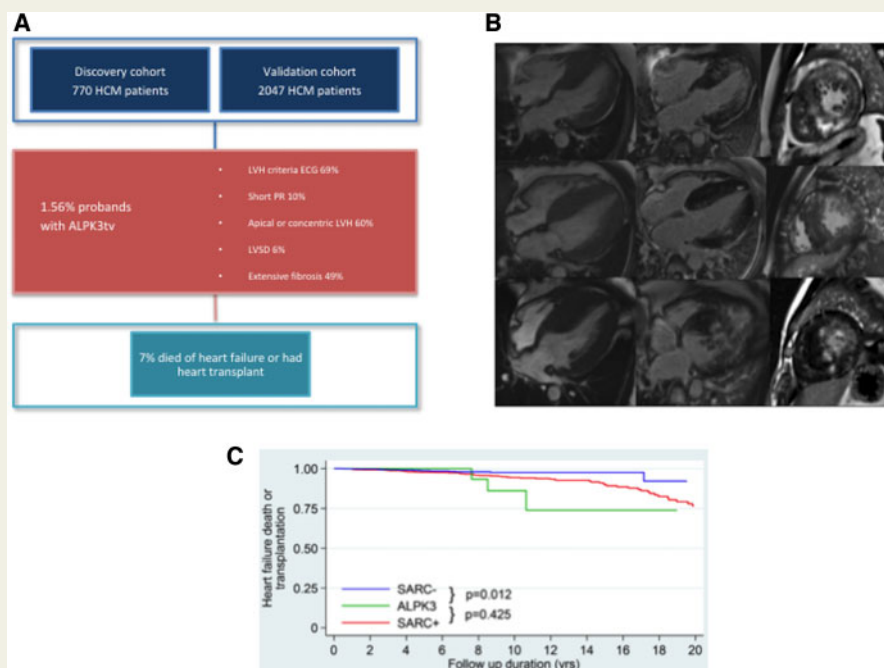 A
B
Discovery cohort
770 HCM patients
Validation cohort
2047 HCM patients
1.56% probands
with ALPK3tv
• LVH criteria ECG 69%
• Short PR 10%
• Apical or concentric LVH 60%
• LVSD 6%
• Extensive fibrosis 49%
7% died of heart failure or had
heart transplant
C
Heart failure death or
transplantation
1.00
0.75
0.50
0.25
0
SARC-
ALPK3
SARC+
} p=0.012
} p=0.425
0 2 4 6 8 10 12 14 16 18 20
Follow up duration (yrs)